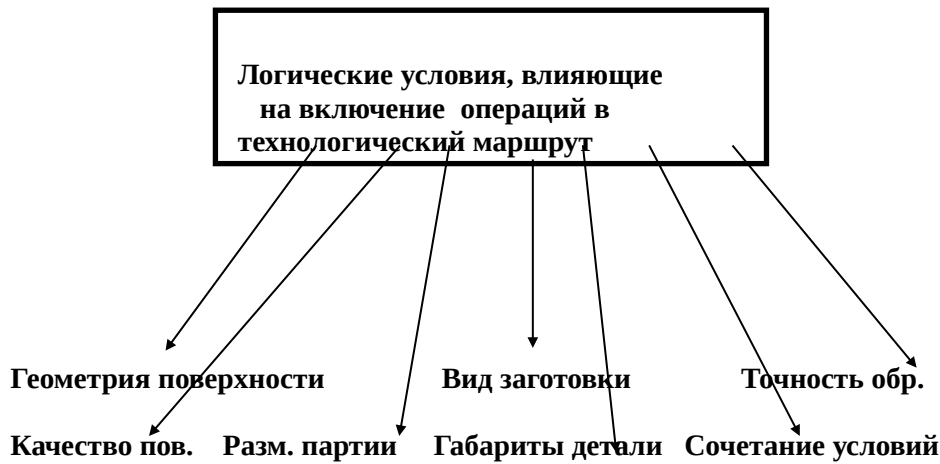 Логические условия, влияющие
на включение операций в
технологический маршрут
Геометрия поверхности Вид заготовки Точность обр.
Качество пов. Разм. партии Габариты детали Сочетание условий